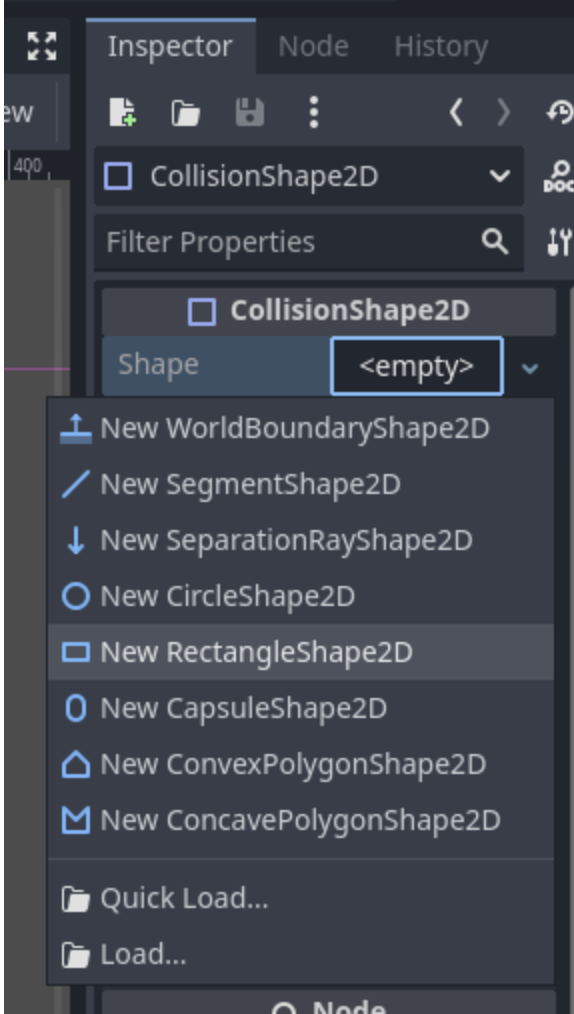 Inspector Node History
ew
400
CollisionShape2D
DOC
Filter Properties
CollisionShape2D
Shape <empty>
New WorldBoundaryShape2D
New SegmentShape2D
New SeparationRayShape2D
New CircleShape2D
New RectangleShape2D
New CapsuleShape2D
New ConvexPolygonShape2D
New ConcavePolygonShape2D
Quick Load...
Load...
Node